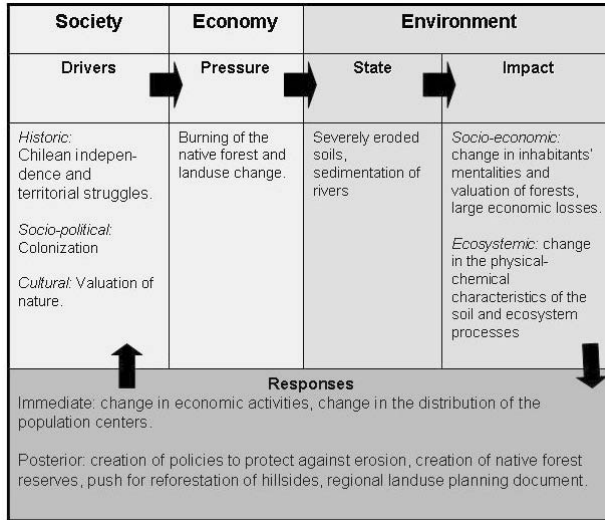 Society
Economy
Environment
Drivers
Pressure
State
Impact
Historic:
Chilean indepen-
dence and
territorial struggles.
Socio-political:
Colonization
Cultural: Valuation of
nature.
Burning of the
native forest and
landuse change.
Severely eroded
soils,
sedimentation of
rivers
Socio-economic:
change in inhabitants'
mentalities and
valuation of forests,
large economic losses.
Ecosystemic: change
in the physical-
chemical
characteristics of the
soil and ecosystem
processes
Responses
Immediate: change in economic activities, change in the distribution of the
population centers.
Posterior: creation of policies to protect against erosion, creation of native forest
reserves, push for reforestation of hillsides, regional landuse planning document.